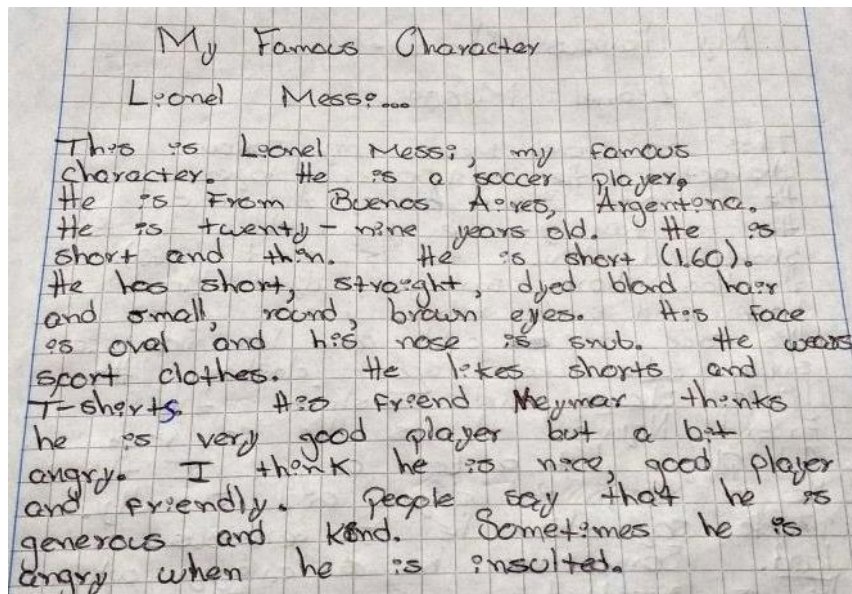 My Famous Character
Lionel Messi...
This is Lionel Messi, my famous
character. He is a soccer player.
He is From Buenos Aires, Argentina.
He is twenty-nine years old. He is
short and thin. He is short (1.60).
He has short, straight, dyed blond hair
and small, round, brown eyes. His face
is oval and his nose is snub. He wears
sport clothes. He likes shorts and
T-shirts. His friend Neymar thinks
he is very good player but a bit
angry. I think he is nice, good player
and friendly. People say that he is
generous and kind. Sometimes he is
angry when he is insulted.